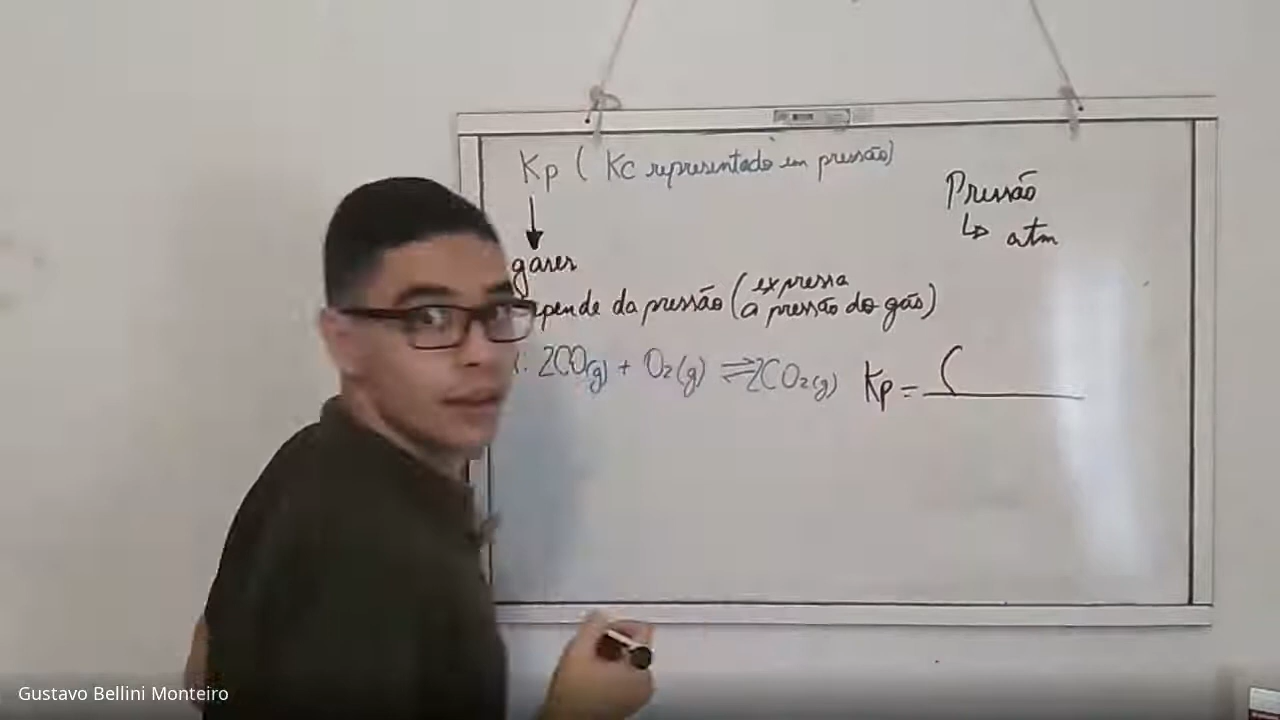 Kp ( Kc representado em pressão)
Pressão
↳ atm
gases
pende da pressão (expressa
a pressão do gás)
: 2CO(g) + O₂(g) ⇌ 2CO₂(g) Kp = (
Gustavo Bellini Monteiro